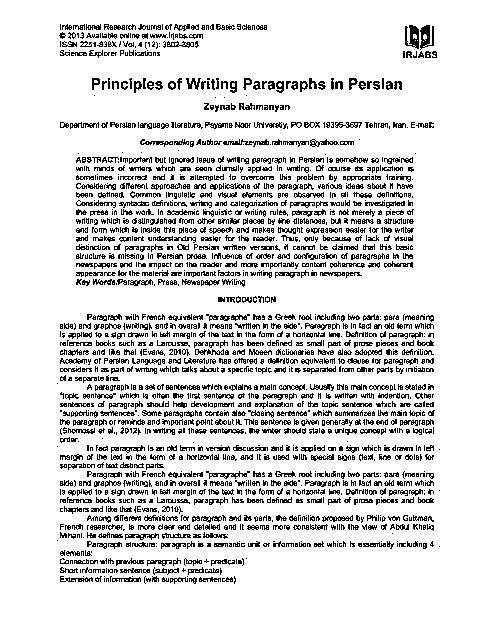 International Research Journal of Applied and Basic Sciences
© 2013 Available online at www.irjabs.com
ISSN 2251-838X / Vol, 4 (12): 3802-3805
Science Explorer Publications
IRJABS
Principles of Writing Paragraphs in Persian
Zeynab Rahmanyan
Department of Persian language literature, Payame Noor University, PO BOX 19395-3697 Tehran, Iran. E-mail:
Corresponding Author email:zeynab.rahmanyan@yahoo.com
ABSTRACT:Important but ignored issue of writing paragraph in Persian is somehow so ingrained
with minds of writers which are seen clumsily applied in writing. Of course its application is
sometimes incorrect and it is attempted to overcome this problem by appropriate training.
Considering different approaches and applications of the paragraph, various ideas about it have
been defined. Common linguistic and visual elements are observed in all these definitions.
Considering syntactic definitions, writing and categorization of paragraphs would be investigated in
the press in this work. In academic linguistic or writing rules, paragraph is not merely a piece of
writing which is distinguished from other similar pieces by line distances, but it means a structure
and form which is inside this piece of speech and makes thought expression easier for the writer
and makes content understanding easier for the reader. Thus, only because of lack of visual
distinction of paragraphs in Old Persian written versions, it cannot be claimed that this basic
structure is missing in Persian prose. Influence of order and configuration of paragraphs in the
newspapers and the impact on the reader and more importantly content coherence and coherent
appearance for the material are important factors in writing paragraph in newspapers.
Key Words:Paragraph, Press, Newspaper Writing
INTRODUCTION
Paragraph with French equivalent "paragraphe" has a Greek root including two parts: para (meaning
side) and graphos (writing), and in overall it means "written in the side". Paragraph is in fact an old term which
is applied to a sign drawn in left margin of the text in the form of a horizontal line. Definition of paragraph: in
reference books such as a Larousse, paragraph has been defined as small part of prose pieces and book
chapters and like that (Evans, 2010). Dehkhoda and Moeen dictionaries have also adopted this definition.
Academy of Persian Language and Literature has offered a definition equivalent to clause for paragraph and
considers it as part of writing which talks about a specific topic and it is separated from other parts by initiation
of a separate line.
A paragraph is a set of sentences which explains a main concept. Usually this main concept is stated in
"topic sentence" which is often the first sentence of the paragraph and it is written with indention. Other
sentences of paragraph should help development and explanation of the topic sentence which are called
"supporting sentences". Some paragraphs contain also "closing sentence" which summarizes the main topic of
the paragraph or reminds and important point about it. This sentence is given generally at the end of paragraph
(Shemossi et al., 2012). In writing all these sentences, the writer should state a unique concept with a logical
order.
In fact paragraph is an old term in version discussion and it is applied on a sign which is drawn in left
margin of the text in the form of a horizontal line, and it is used with special signs (text, line or dots) for
separation of text distinct parts.
Paragraph with French equivalent "paragraphe" has a Greek root including two parts: para (meaning
side) and graphos (writing), and in overall it means "written in the side". Paragraph is in fact an old term which
is applied to a sign drawn in left margin of the text in the form of a horizontal line. Definition of paragraph: in
reference books such as a Larousse, paragraph has been defined as small part of prose pieces and book
chapters and like that (Evans, 2010).
Among different definitions for paragraph and its parts, the definition proposed by Philip von Guttman,
French researcher, is more clear and detailed and it seems more consistent with the view of Abdul Khaliq
Mihani. He defines paragraph structure as follows:
Paragraph structure: paragraph is a semantic unit or information set which is essentially including 4
elements:
Connection with previous paragraph (topic + predicate)
Short information sentence (subject + predicate)
Extension of information (with supporting sentences)